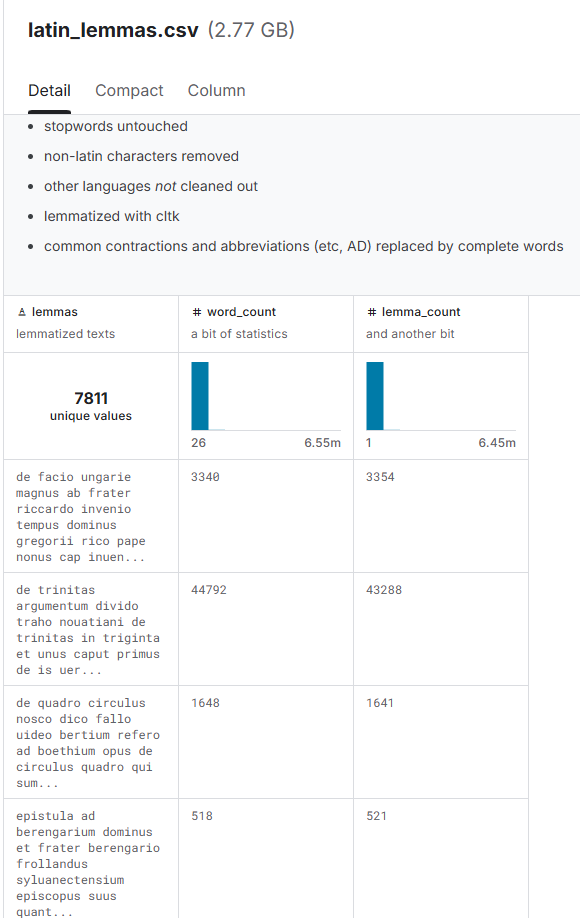 latin_lemmas.csv (2.77 GB)
Detail Compact Column
• stopwords untouched
• non-latin characters removed
• other languages not cleaned out
• lemmatized with cltk
• common contractions and abbreviations (etc, AD) replaced by complete words
lemmas
lemmatized texts
# word_count
a bit of statistics
# lemma_count
and another bit
7811
unique values
26 6.55m
1 6.45m
de facio ungarie
magnus ab frater
riccardo invenio
tempus dominus
gregorii rico pape
nonus cap inuen...
3340
3354
de trinitas
argumentum divido
traho nouatiani de
trinitas in triginta
et unus caput primus
de is uer...
44792
43288
de quadro circulus
nosco dico fallo
uideo bertium refero
ad boethium opus de
circulus quadro qui
sum...
1648
1641
epistula ad
berengarium dominus
et frater berengario
frollandus
syluanectensium
episcopus suus
quant...
518
521